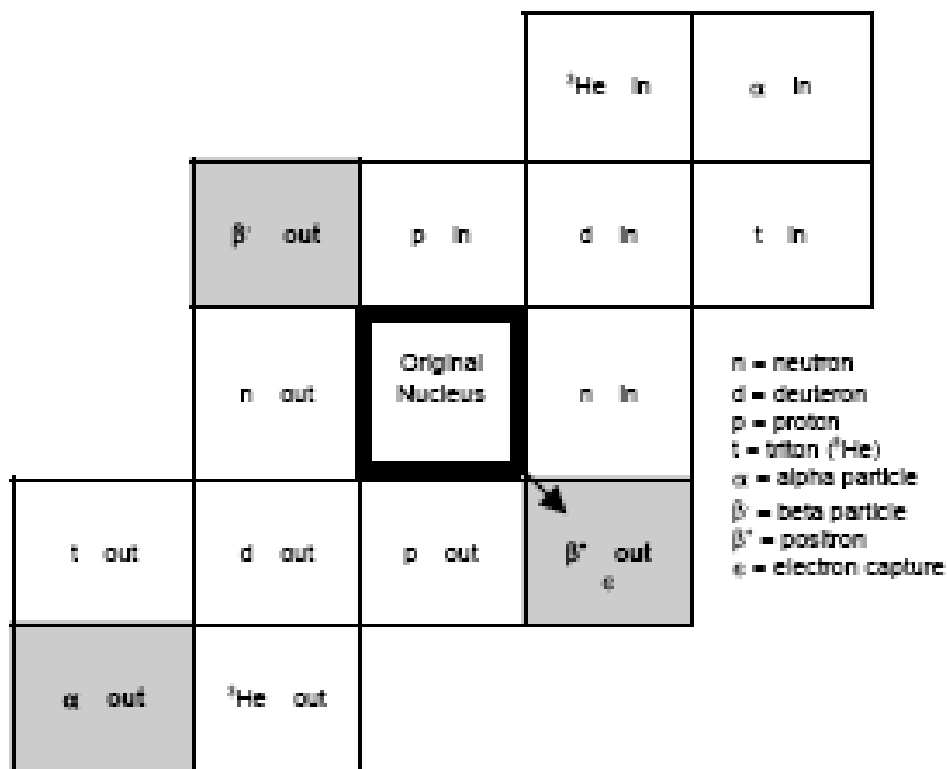 ³He in
α in
β⁻ out
p in
d in
t in
Original
Nucleus
n out
n in
n = neutron
d = deuteron
p = proton
t = triton (³He)
α = alpha particle
β⁻ = beta particle
β⁺ = positron
ε = electron capture
t out
d out
p out
β⁺ out
ε
α out
³He out